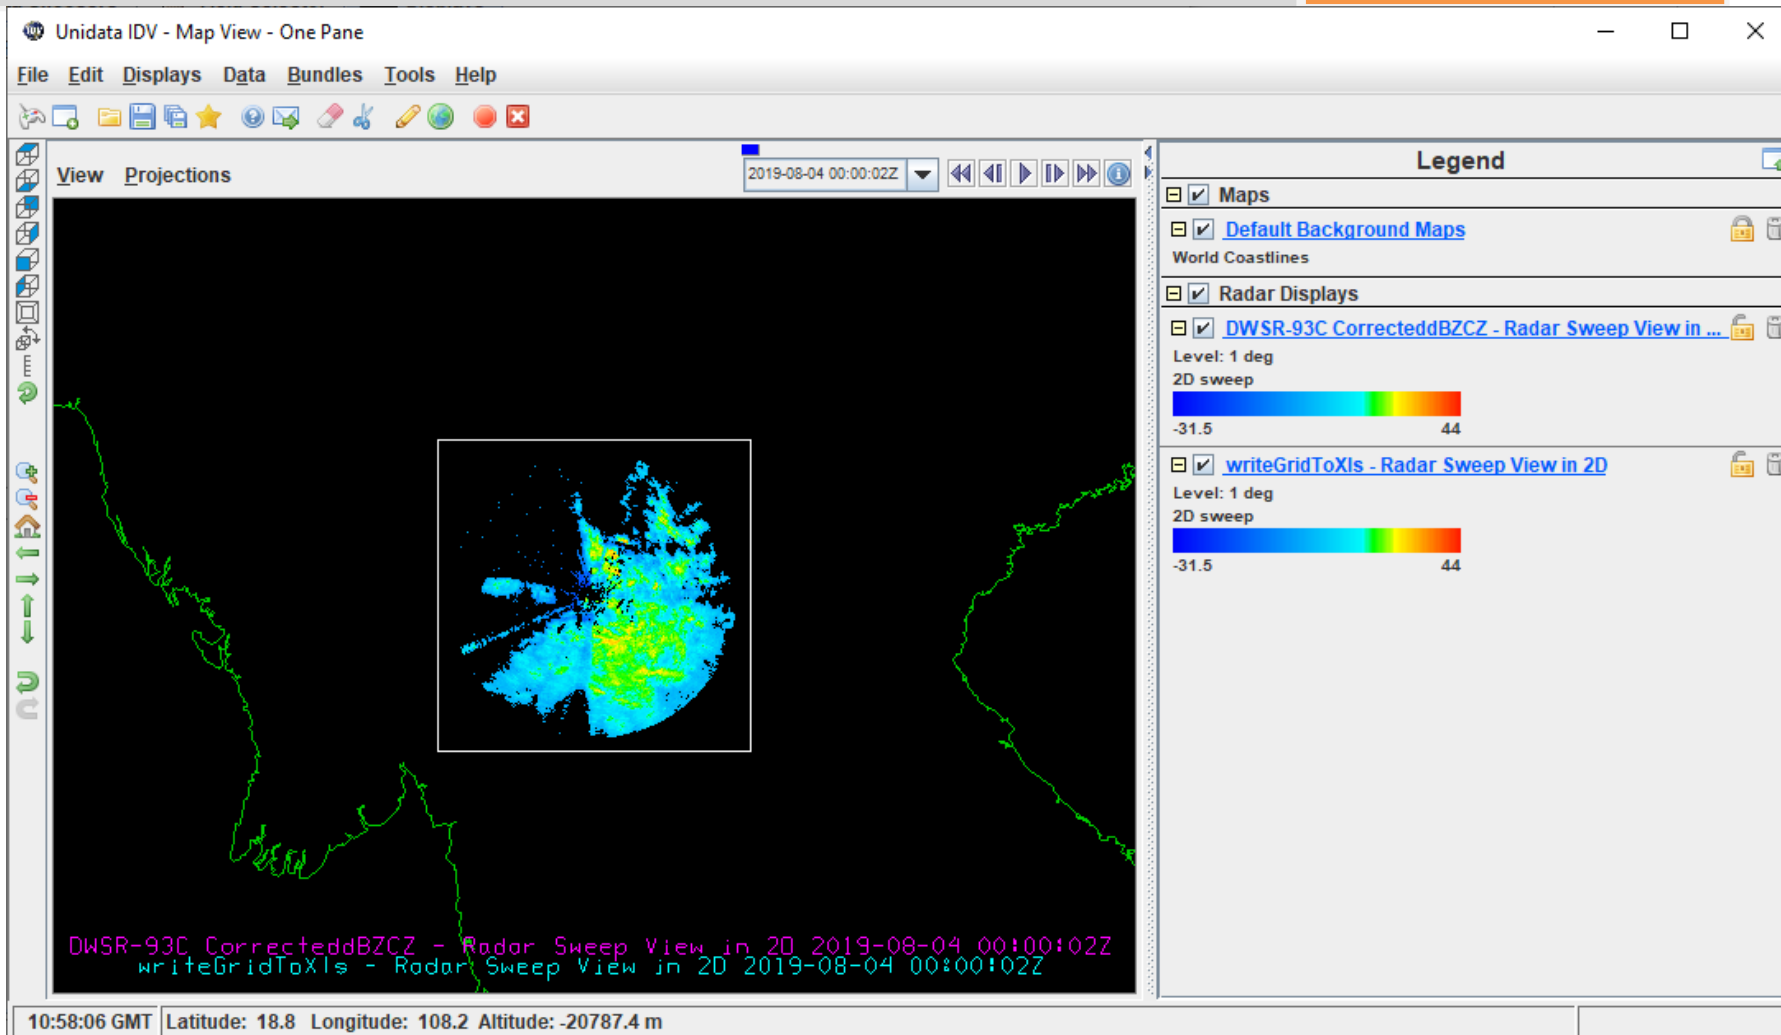 Unidata IDV - Map View - One Pane
File Edit Displays Data Bundles Tools Help
View Projections
2019-08-04 00:00:02Z
Legend
Maps
Default Background Maps
World Coastlines
Radar Displays
DWSR-93C CorrecteddBZCZ - Radar Sweep View in ...
Level: 1 deg
2D sweep
-31.5 44
writeGridToXls - Radar Sweep View in 2D
Level: 1 deg
2D sweep
-31.5 44
DWSR-93C CorrecteddBZCZ - Radar Sweep View in 2D 2019-08-04 00:00:02Z
writeGridToXls - Radar Sweep View in 2D 2019-08-04 00:00:02Z
10:58:06 GMT Latitude: 18.8 Longitude: 108.2 Altitude: -20787.4 m